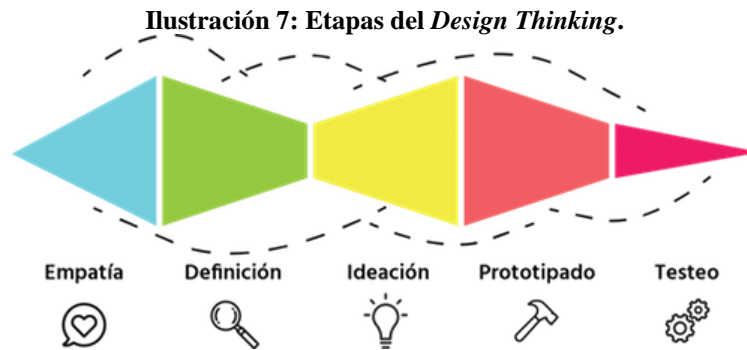 Ilustración 7: Etapas del Design Thinking.
Empatía Definición Ideación Prototipado Testeo